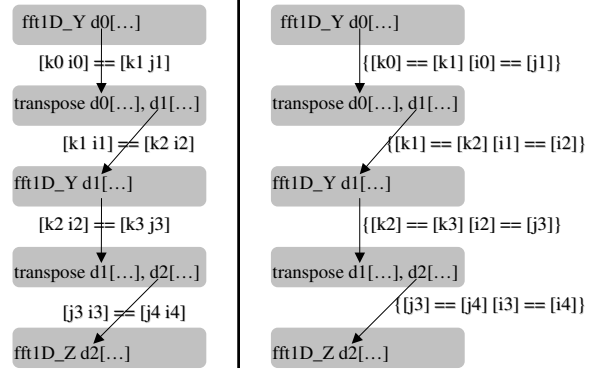 fft1D_Y d0[…]
[k0 i0] == [k1 j1]
transpose d0[…], d1[…]
[k1 i1] == [k2 i2]
fft1D_Y d1[…]
[k2 i2] == [k3 j3]
transpose d1[…], d2[…]
[j3 i3] == [j4 i4]
fft1D_Z d2[…]
fft1D_Y d0[…]
{[k0] == [k1] [i0] == [j1]}
transpose d0[…], d1[…]
{[k1] == [k2] [i1] == [i2]}
fft1D_Y d1[…]
{[k2] == [k3] [i2] == [j3]}
transpose d1[…], d2[…]
{[j3] == [j4] [i3] == [i4]}
fft1D_Z d2[…]